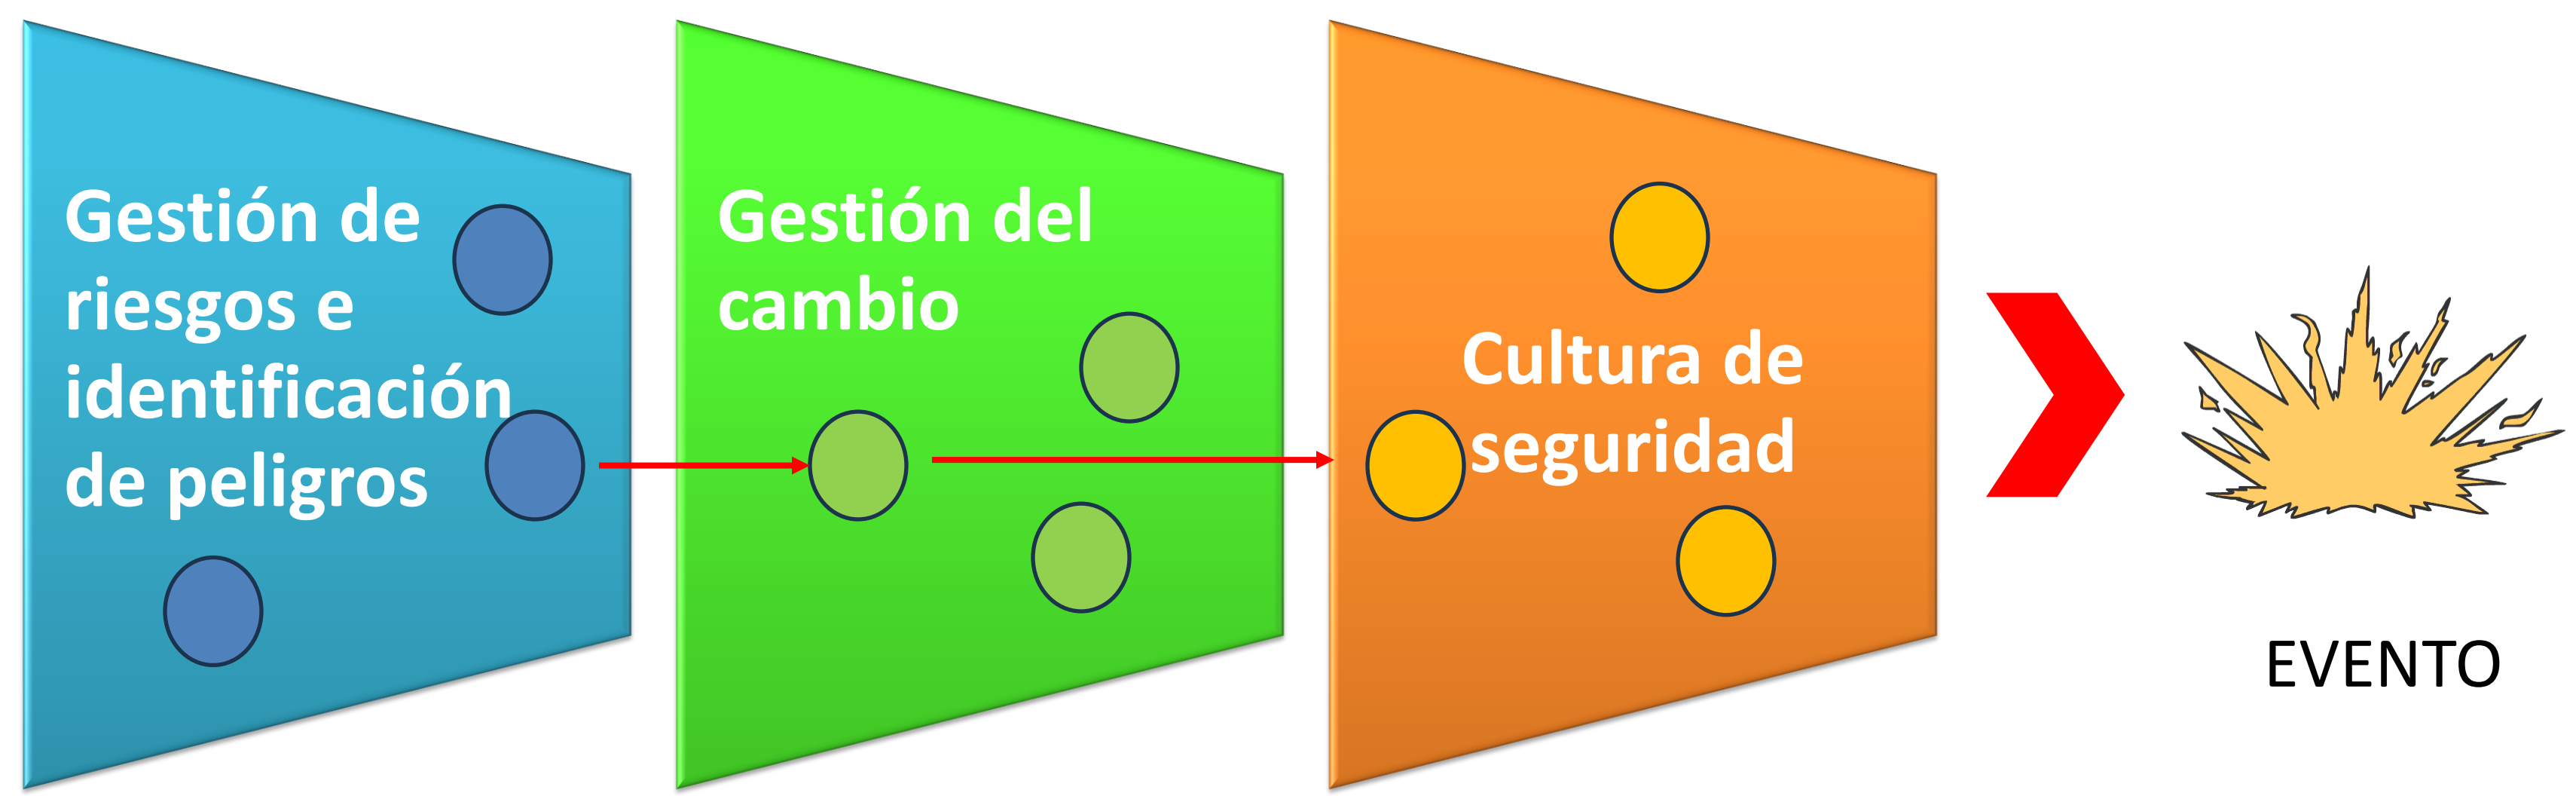 Gestión de
riesgos e
identificación
de peligros
Gestión del
cambio
Cultura de
seguridad
EVENTO